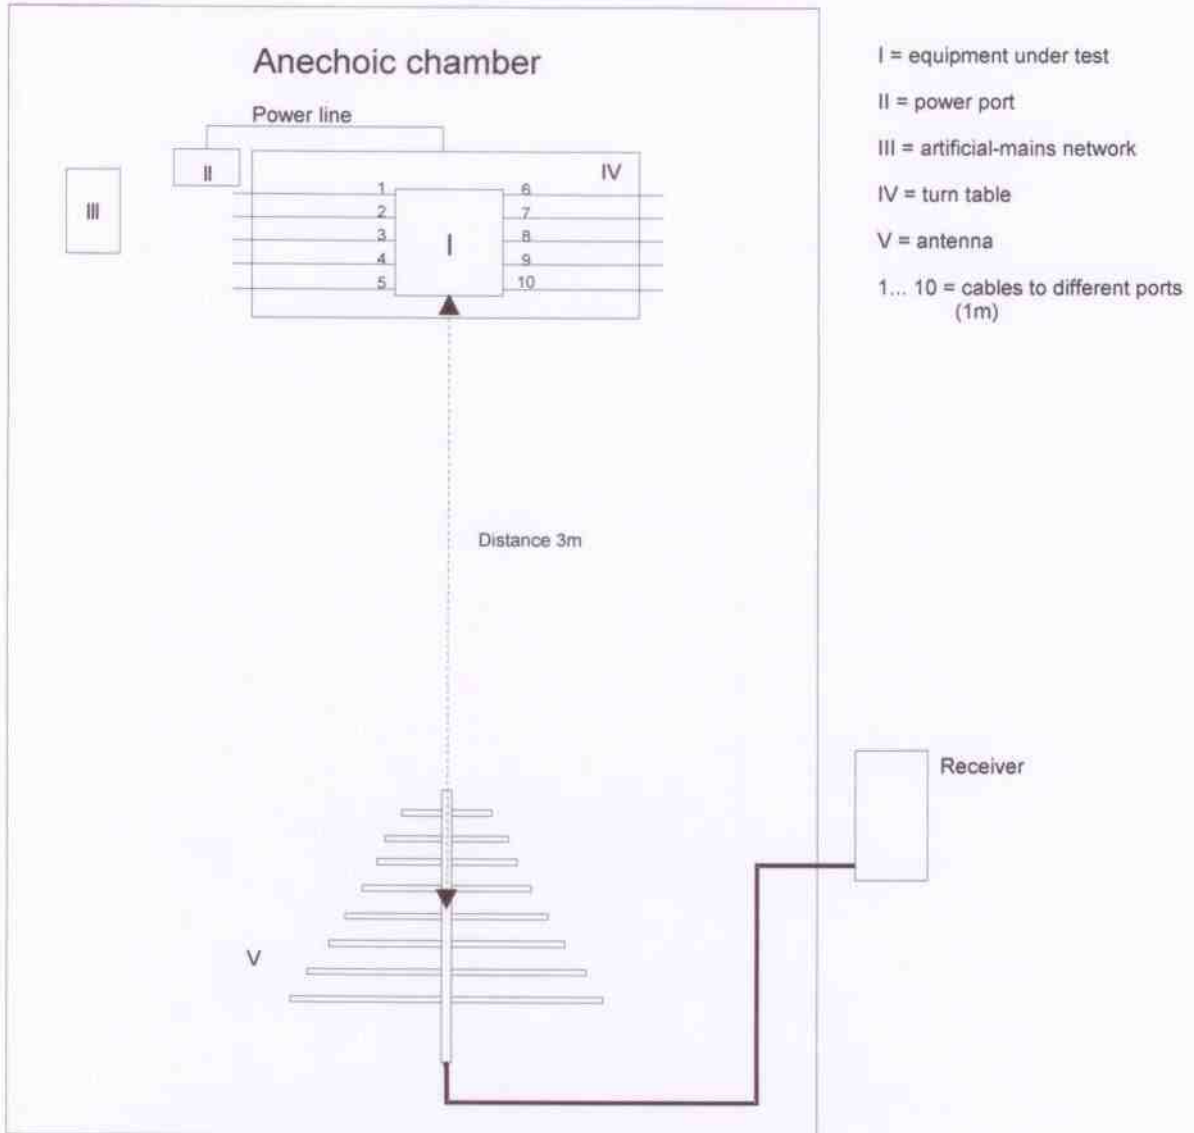 Anechoic chamber
Power line
II
III
IV
I
1
2
3
4
5
6
7
8
9
10
Distance 3m
V
Receiver
I = equipment under test
II = power port
III = artificial-mains network
IV = turn table
V = antenna
1... 10 = cables to different ports
(1m)